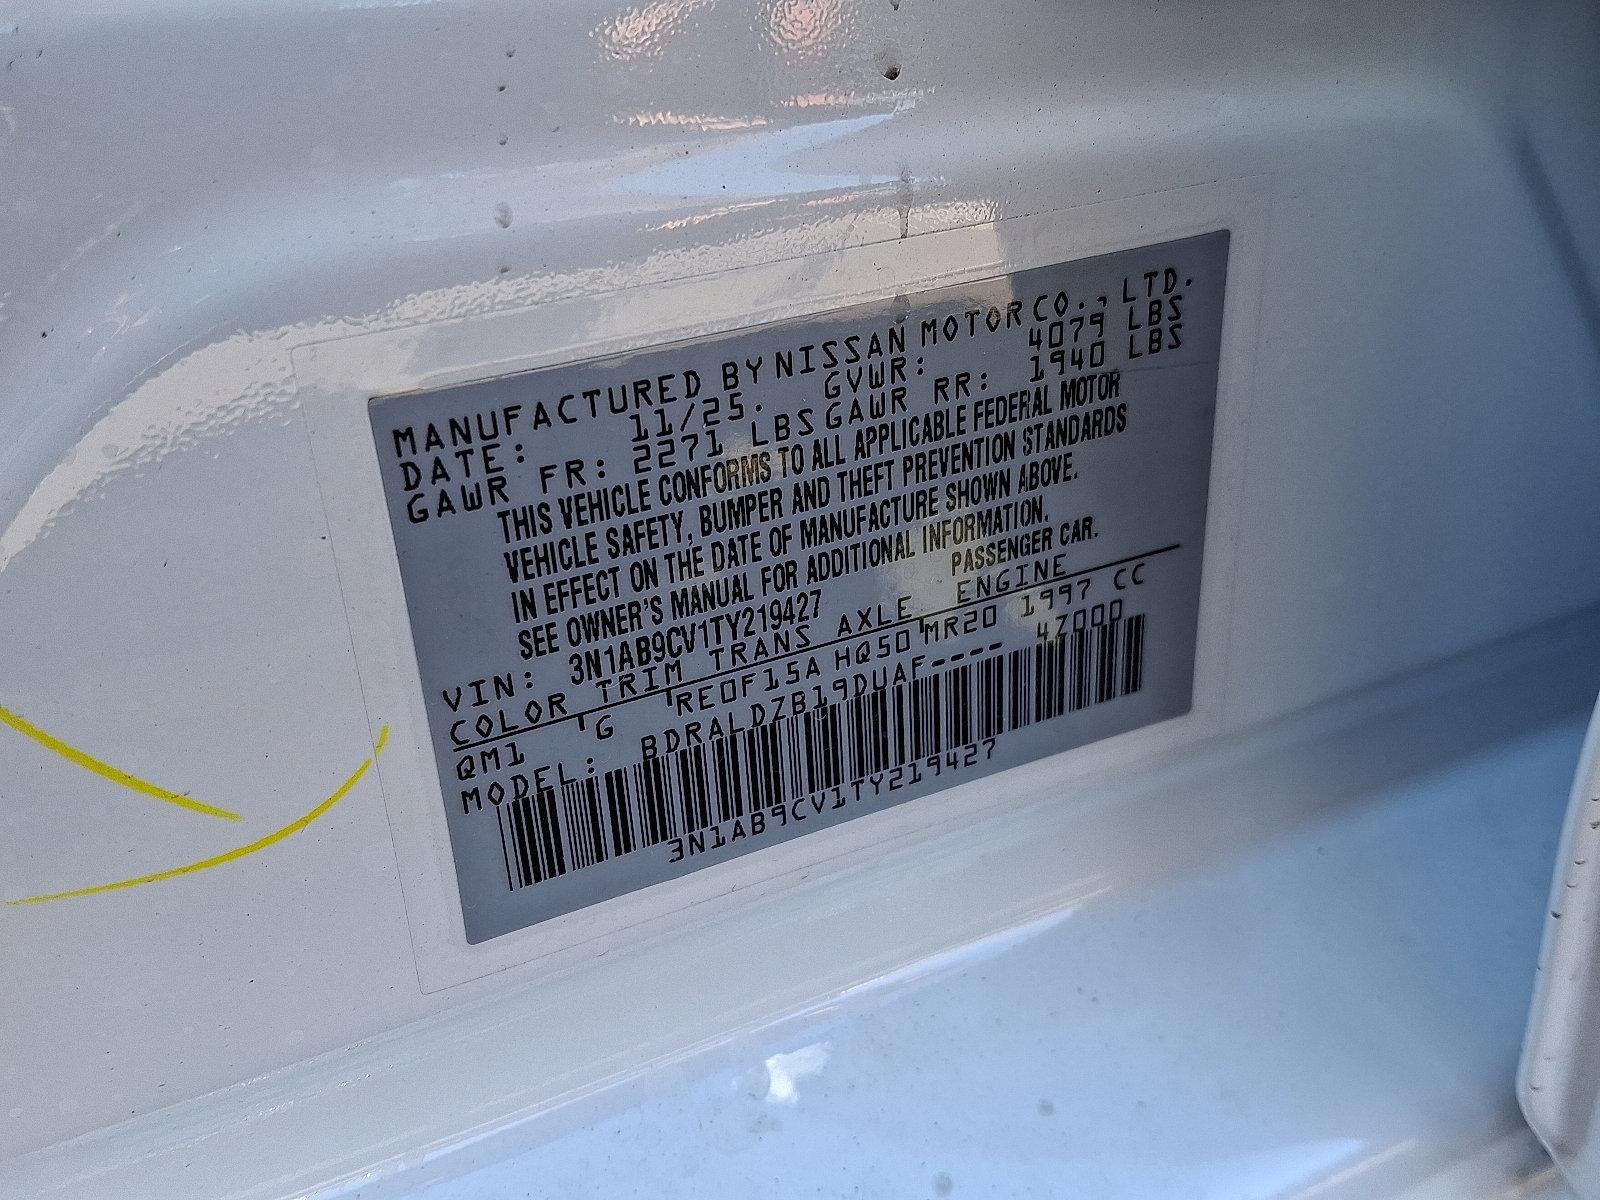 MANUFACTURED BY NISSAN MOTOR CO., LTD.
DATE: 11/25. GVWR: 4079 LBS
GAWR FR: 2271 LBS GAWR RR: 1940 LBS
THIS VEHICLE CONFORMS TO ALL APPLICABLE FEDERAL MOTOR
VEHICLE SAFETY, BUMPER AND THEFT PREVENTION STANDARDS
IN EFFECT ON THE DATE OF MANUFACTURE SHOWN ABOVE.
SEE OWNER'S MANUAL FOR ADDITIONAL INFORMATION.
PASSENGER CAR.
VIN: 3N1AB9CV1TY219427
COLOR TRIM TRANS AXLE ENGINE
QM1 G RE0F15A HQ50 MR20 1997 CC
MODEL: BDRALDZB19DUAF---- 47000
3N1AB9CV1TY219427